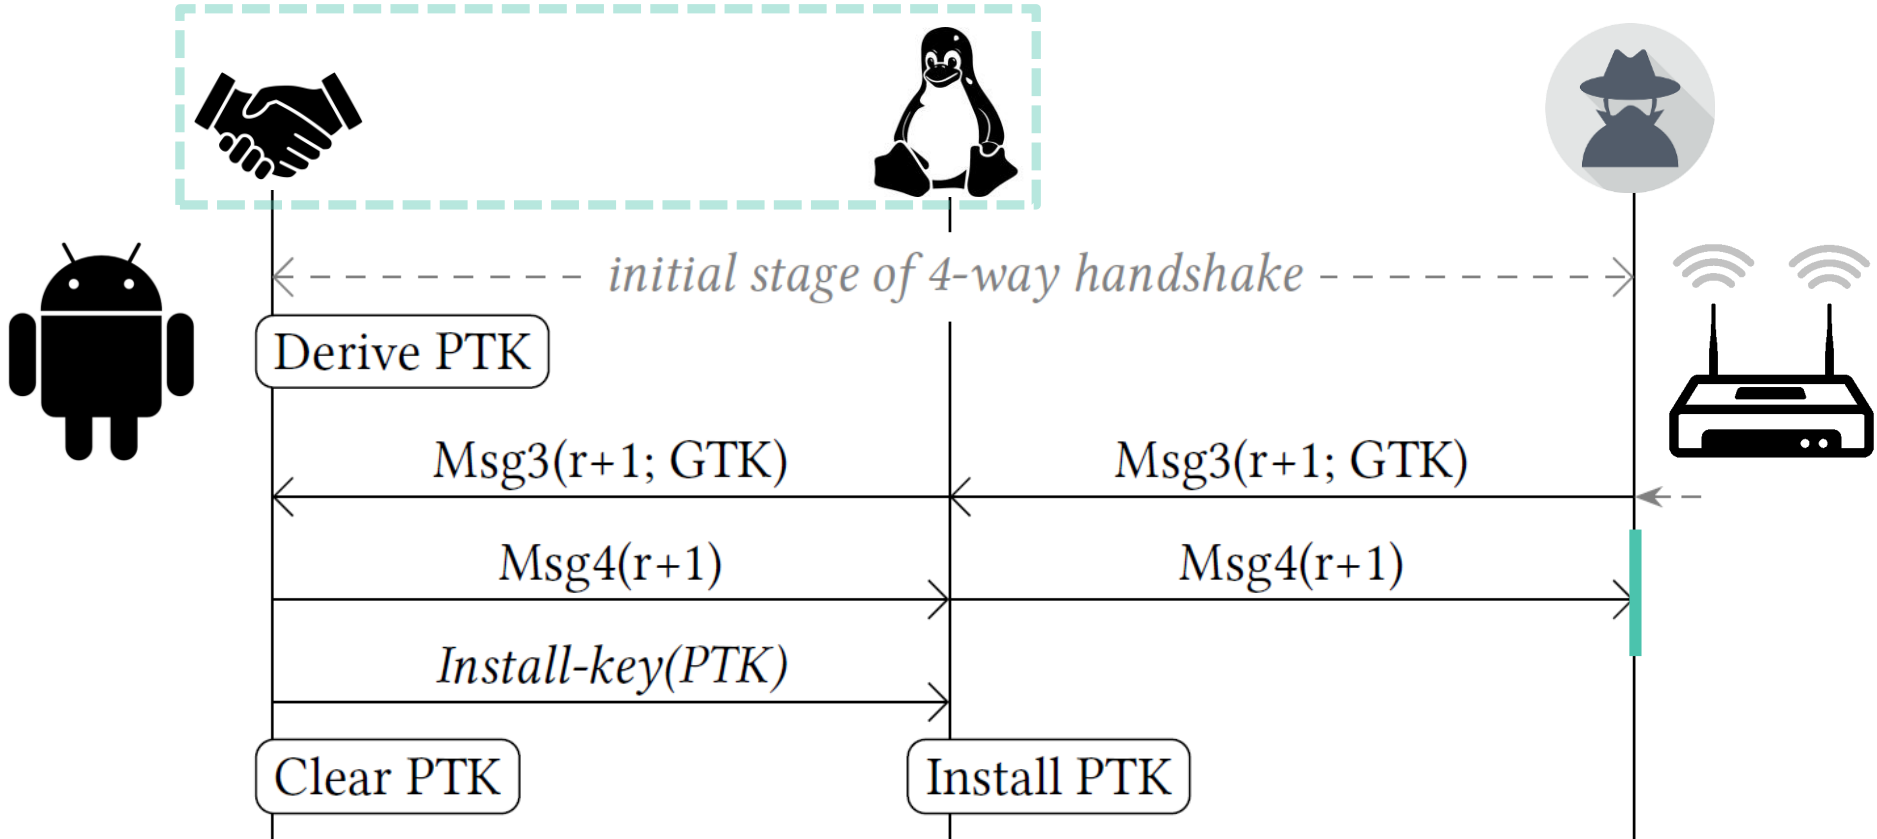 initial stage of 4-way handshake
Derive PTK
Msg3(r+1; GTK)
Msg3(r+1; GTK)
Msg4(r+1)
Msg4(r+1)
Install-key(PTK)
Clear PTK
Install PTK